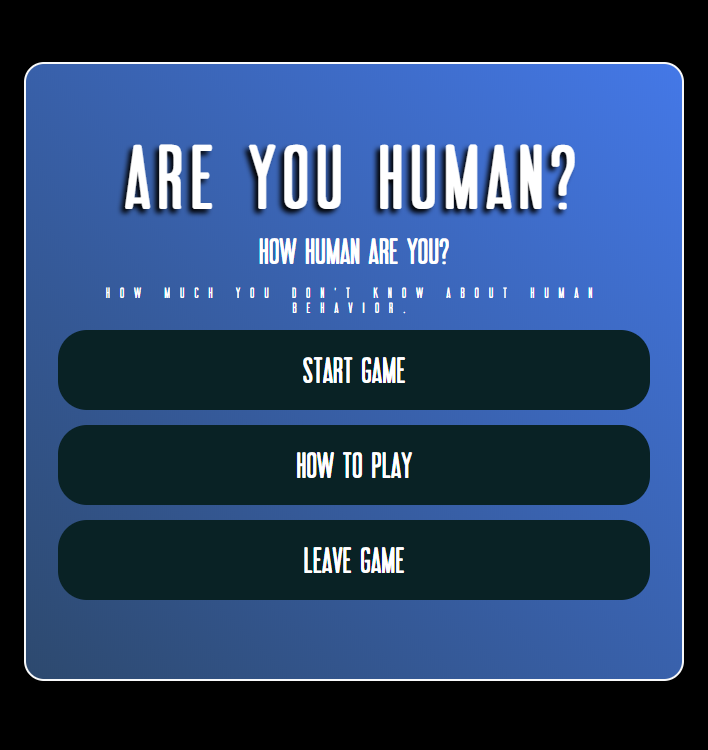 ARE YOU HUMAN?
HOW HUMAN ARE YOU?
HOW MUCH YOU DON'T KNOW ABOUT HUMAN
BEHAVIOR.
START GAME
HOW TO PLAY
LEAVE GAME